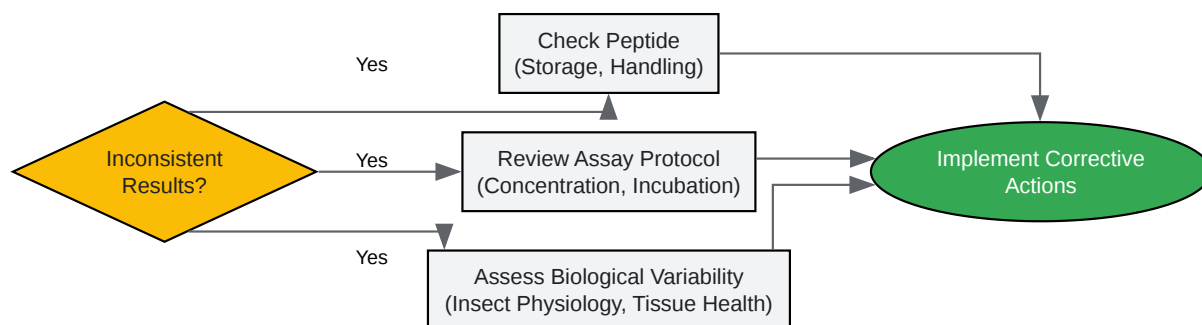 Inconsistent
Results?
Yes
Check Peptide
(Storage, Handling)
Yes
Review Assay Protocol
(Concentration, Incubation)
Yes
Assess Biological Variability
(Insect Physiology, Tissue Health)
Implement Corrective
Actions